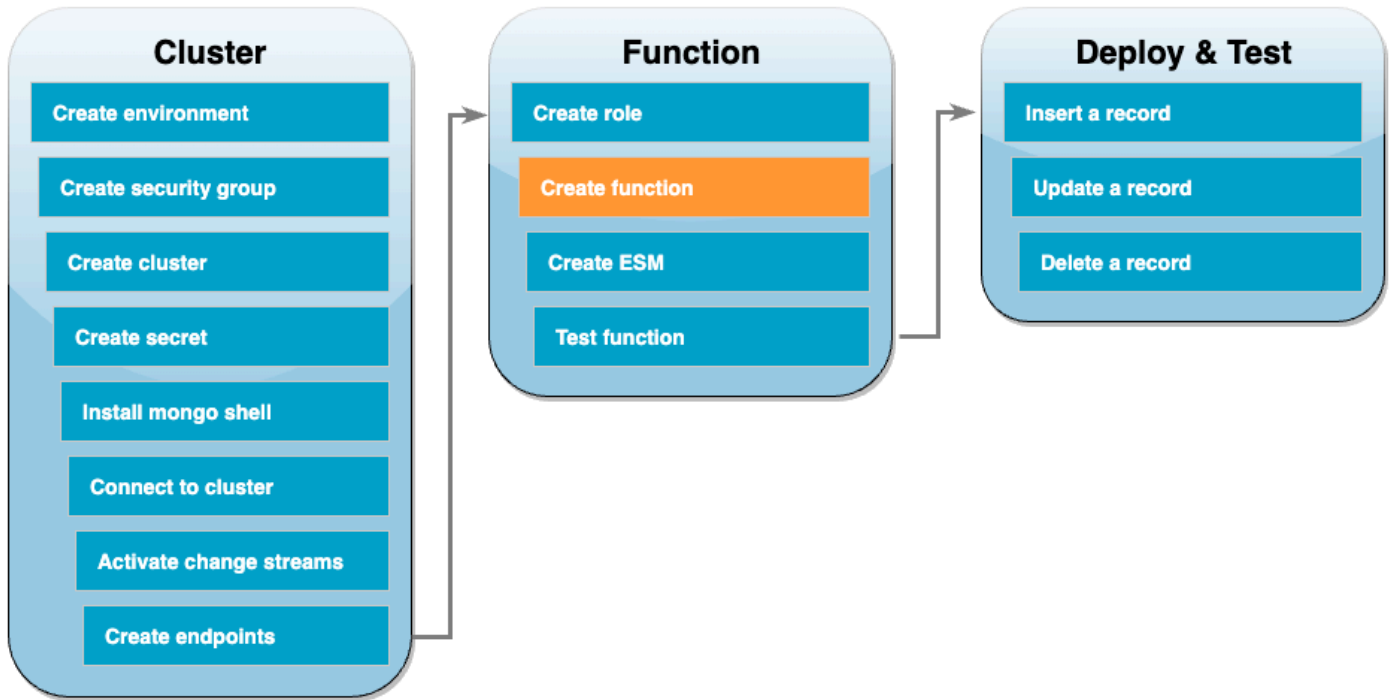 Cluster
Create environment
Create security group
Create cluster
Create secret
Install mongo shell
Connect to cluster
Activate change streams
Create endpoints
Function
Create role
Create function
Create ESM
Test function
Deploy & Test
Insert a record
Update a record
Delete a record